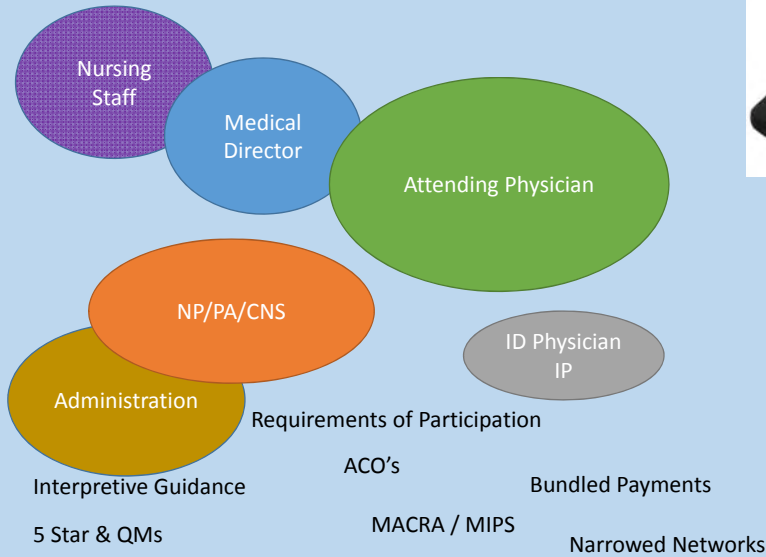 Nursing
Staff
Medical
Director
Attending Physician
NP/PA/CNS
ID Physician
IP
Administration
Requirements of Participation
ACO's
Interpretive Guidance
Bundled Payments
5 Star & QMs
MACRA / MIPS
Narrowed Networks